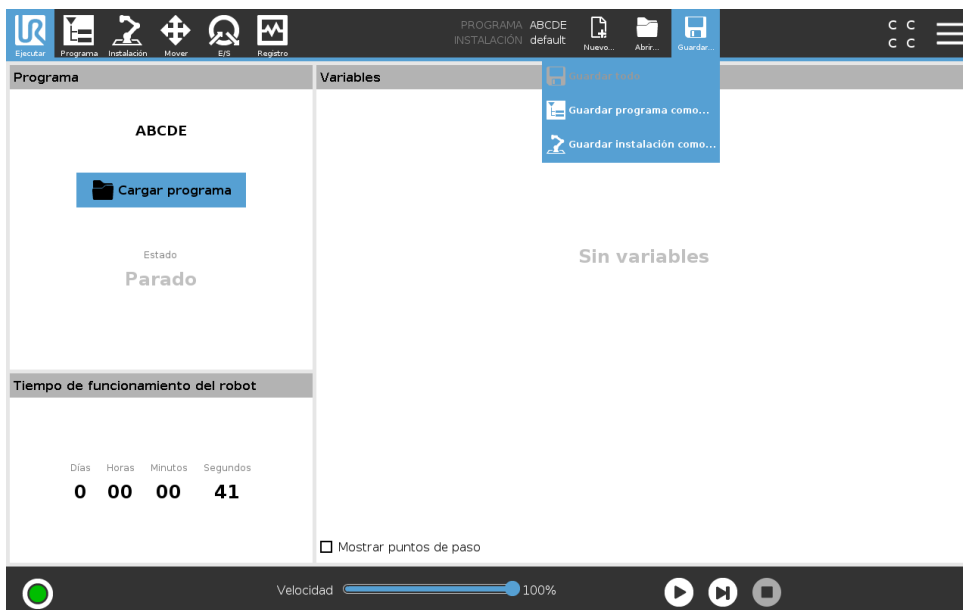 UR
Ejecutar
Programa
Instalación
Mover
E/S
Registro
PROGRAMA ABCDE
INSTALACIÓN default
Nuevo...
Abrir...
Guardar...
C C
C C
Guardar todo
Guardar programa como...
Guardar instalación como...
Programa
Variables
ABCDE
Cargar programa
Estado
Parado
Sin variables
Tiempo de funcionamiento del robot
Días Horas Minutos Segundos
0 00 00 41
Mostrar puntos de paso
Velocidad 100%